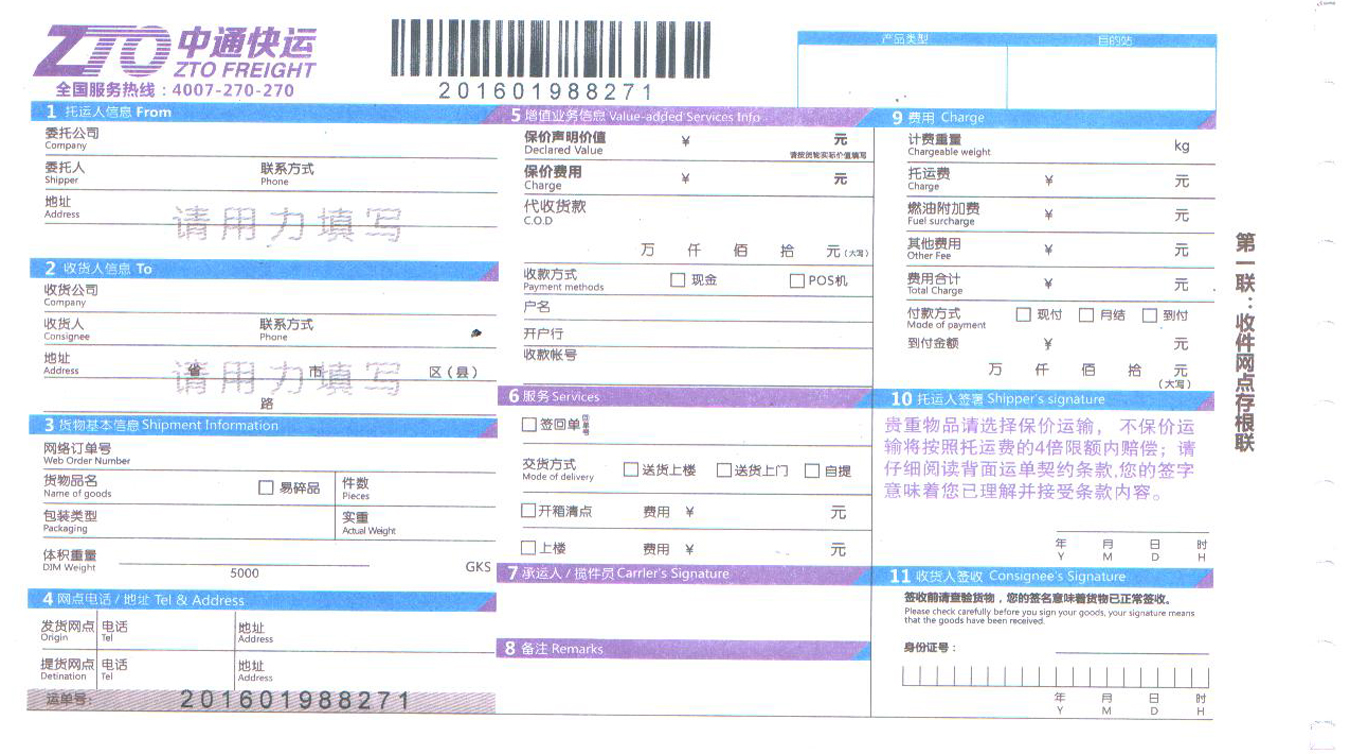 ZTO 中通快运
ZTO FREIGHT
全国服务热线：4007-270-270
201601988271
产品类型 目的站
1 托运人信息 From
委托公司
Company
委托人 联系方式
Shipper Phone
地址
Address
请用力填写
2 收货人信息 To
收货公司
Company
收货人 联系方式
Consignee Phone
地址 省 市 区(县)
Address
请用力填写
路
3 货物基本信息 Shipment Information
网络订单号
Web Order Number
货物品名 易碎品 件数
Name of goods Pieces
包装类型 实重
Packaging Actual Weight
体积重量
DJM Weight
5000 GKS
4 网点电话/地址 Tel & Address
发货网点 电话 地址
Origin Tel Address
提货网点 电话 地址
Detination Tel Address
运单号: 201601988271
5 增值业务信息 Value-added Services Info
保价声明价值 ¥ 元
Declared Value 请按货物实际价值填写
保价费用 ¥ 元
Charge
代收货款
C.O.D
万 仟 佰 拾 元(大写)
收款方式 现金 POS机
Payment methods
户名
开户行
收款帐号
6 服务 Services
签回单 回单号
交货方式 送货上楼 送货上门 自提
Mode of delivery
开箱清点 费用 ¥ 元
上楼 费用 ¥ 元
7 承运人/揽件员 Carrler's Signature
8 备注 Remarks
9 费用 Charge
计费重量 kg
Chargeable weight
托运费 ¥ 元
Charge
燃油附加费 ¥ 元
Fuel surcharge
其他费用 ¥ 元
Other Fee
费用合计 ¥ 元
Total Charge
付款方式 现付 月结 到付
Mode of payment
到付金额 ¥ 元
万 仟 佰 拾 元
(大写)
10 托运人签署 Shipper's signature
贵重物品请选择保价运输，不保价运
输将按照托运费的4倍限额内赔偿；请
仔细阅读背面运单契约条款,您的签字
意味着您已理解并接受条款内容。
年 月 日 时
Y M D H
11 收货人签收 Consignee's Signature
签收前请查验货物，您的签名意味着货物已正常签收。
Please check carefully before you sign your goods, your signature means
that the goods have been received.
身份证号：
年 月 日 时
Y M D H
第一联：收件网点存根联